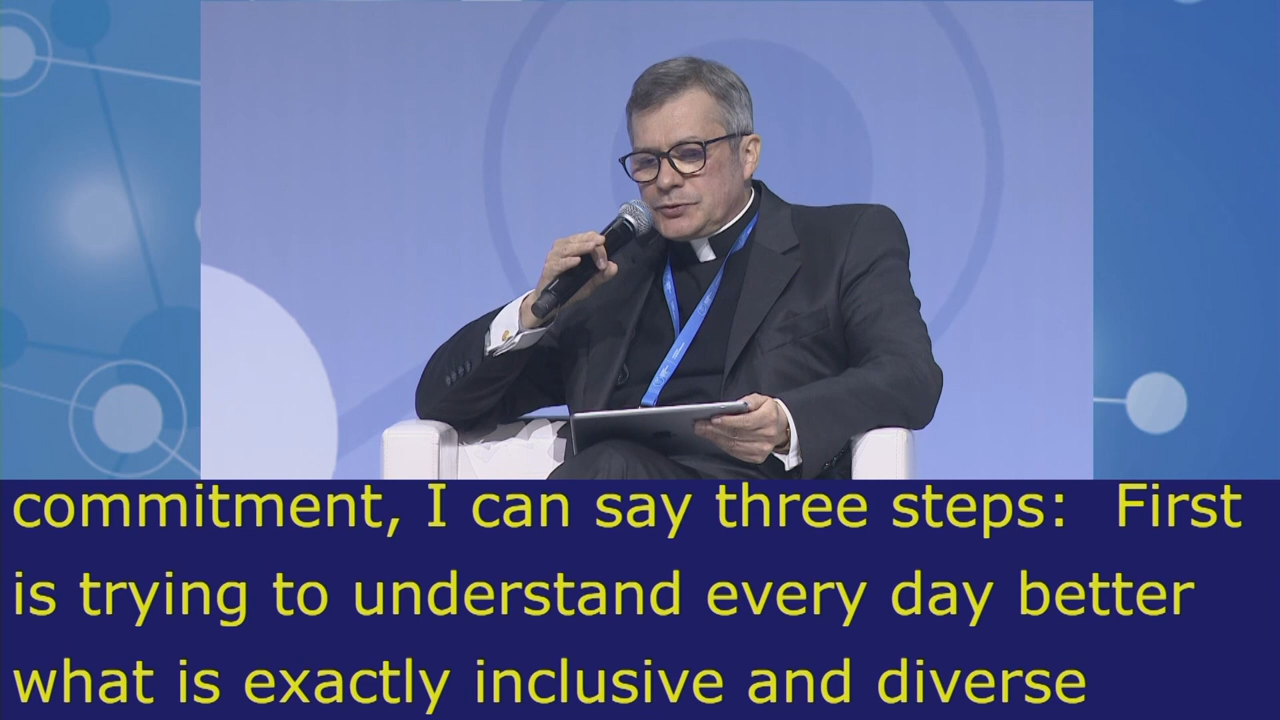 commitment, I can say three steps:  First
is trying to understand every day better
what is exactly inclusive and diverse